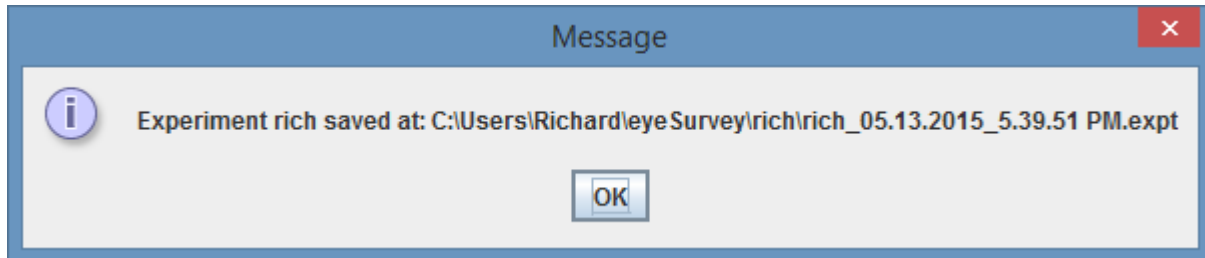 Message
Experiment rich saved at: C:\Users\Richard\eyeSurvey\rich\rich_05.13.2015_5.39.51 PM.expt
OK